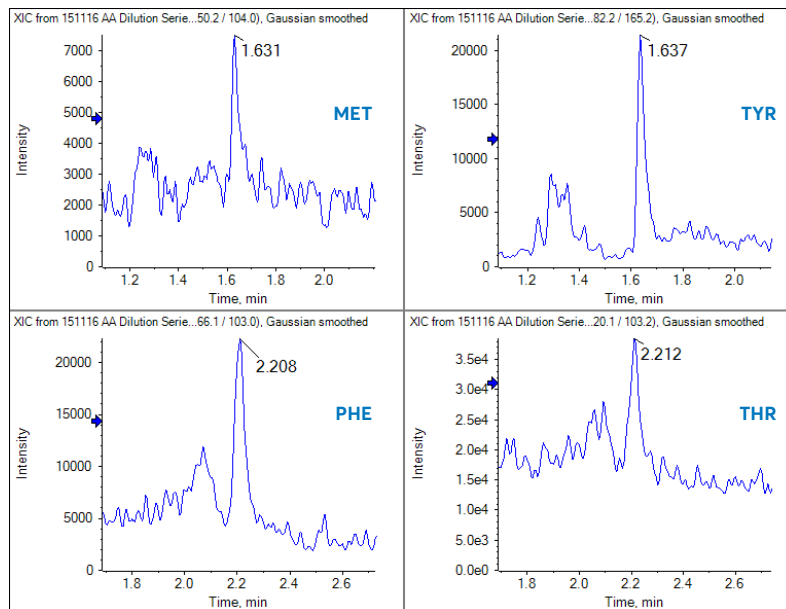 XIC from 151116 AA Dilution Serie...50.2 / 104.0), Gaussian smoothed
7000
6000
5000
4000
3000
2000
1000
0
Intensity
1.631
MET
1.2
1.4
1.6
1.8
2.0
Time, min
XIC from 151116 AA Dilution Serie...82.2 / 165.2), Gaussian smoothed
20000
15000
10000
5000
0
Intensity
1.637
TYR
1.2
1.4
1.6
1.8
2.0
Time, min
XIC from 151116 AA Dilution Serie...66.1 / 103.0), Gaussian smoothed
20000
15000
10000
5000
0
Intensity
2.208
PHE
1.8
2.0
2.2
2.4
2.6
Time, min
XIC from 151116 AA Dilution Serie...20.1 / 103.2), Gaussian smoothed
3.5e4
3.0e4
2.5e4
2.0e4
1.5e4
1.0e4
5.0e3
0.0e0
Intensity
2.212
THR
1.8
2.0
2.2
2.4
2.6
Time, min